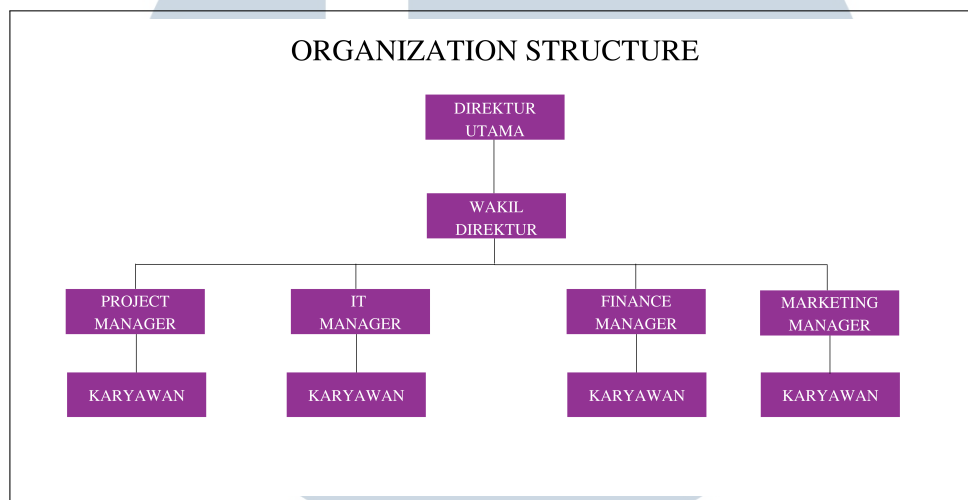 ORGANIZATION STRUCTURE
DIREKTUR
UTAMA
WAKIL
DIREKTUR
PROJECT
MANAGER
IT
MANAGER
FINANCE
MANAGER
MARKETING
MANAGER
KARYAWAN
KARYAWAN
KARYAWAN
KARYAWAN